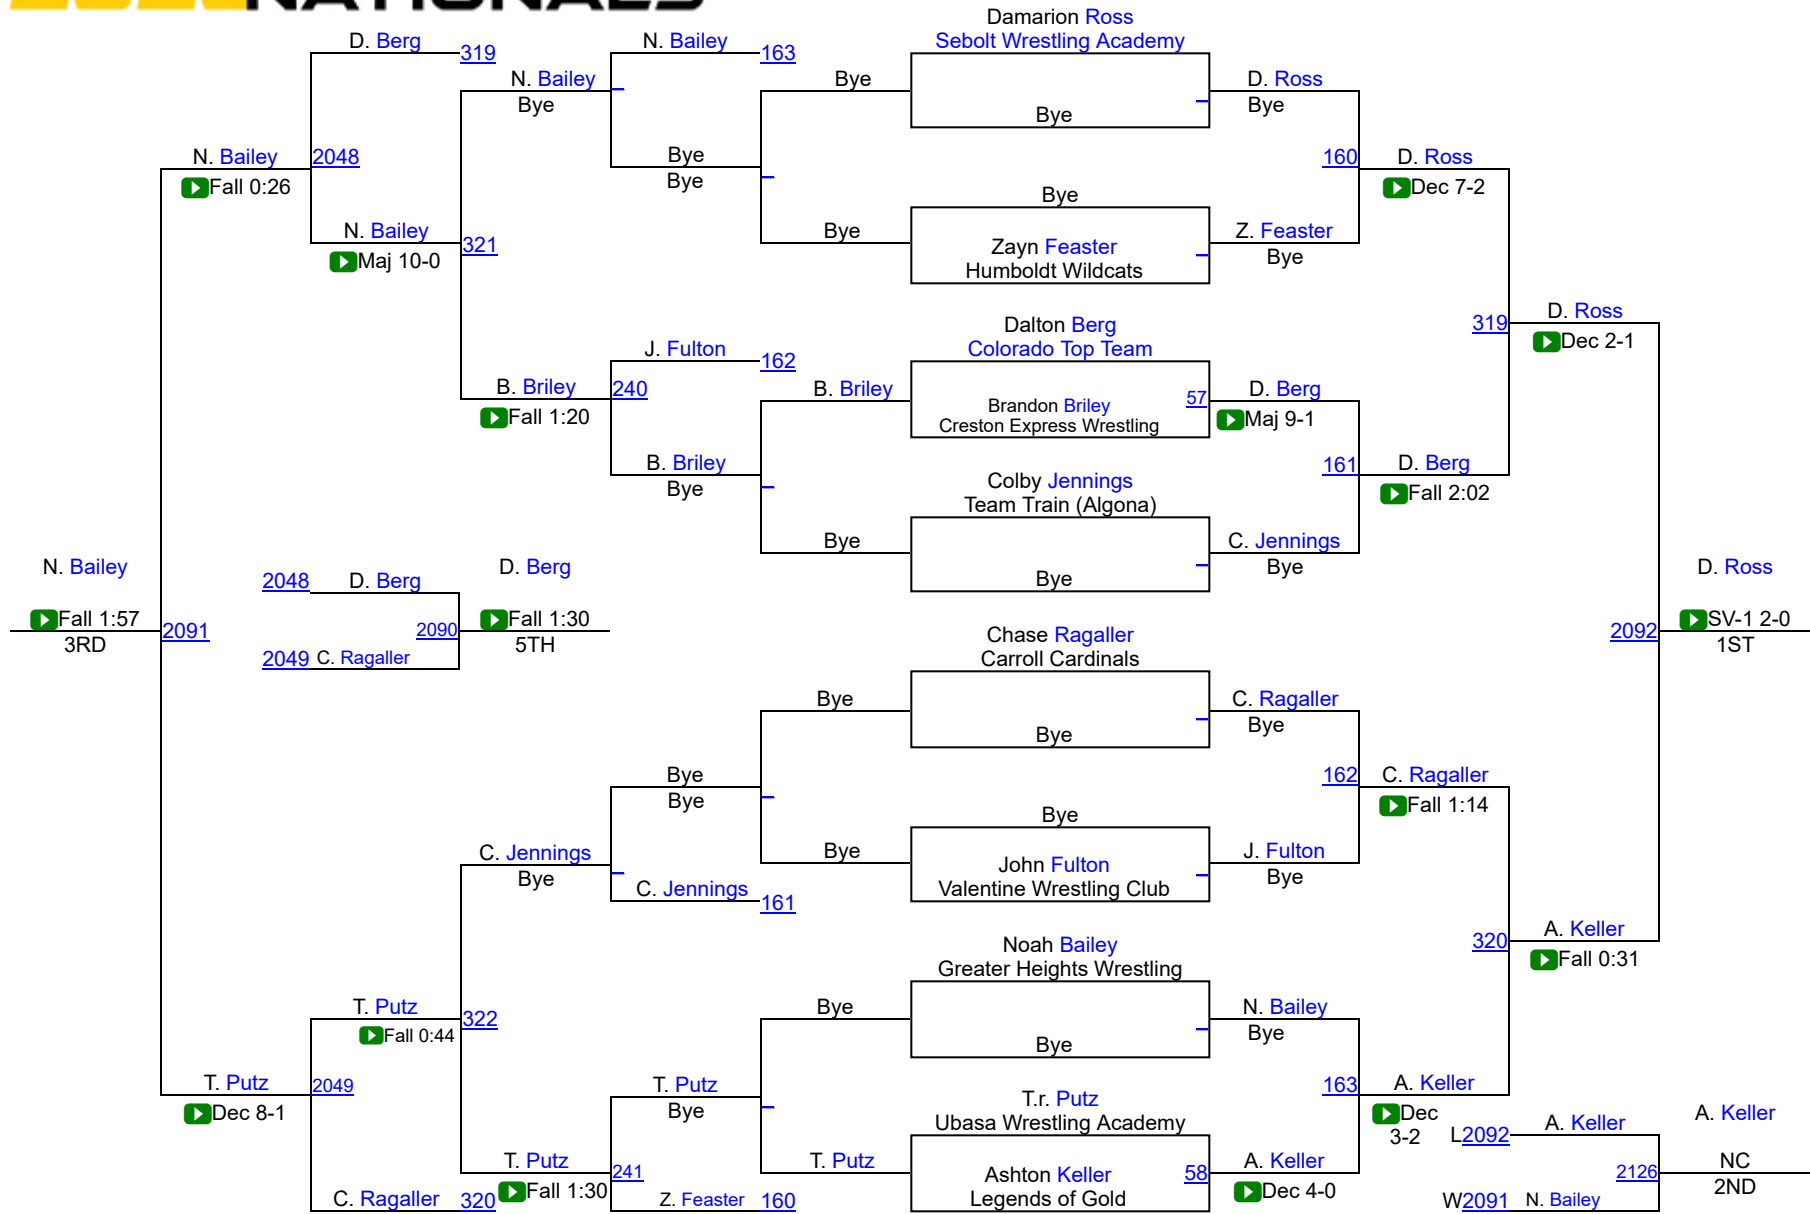 2022 NATIONALS
Damarion Ross
Sebolt Wrestling Academy
D. Berg
319
N. Bailey
163
N. Bailey
Bye
Bye
Bye
D. Ross
Bye
N. Bailey
Fall 0:26
2048
Bye
Bye
160
D. Ross
Dec 7-2
N. Bailey
Maj 10-0
321
Bye
Bye
Zayn Feaster
Humboldt Wildcats
Z. Feaster
Bye
Dalton Berg
Colorado Top Team
319
D. Ross
Dec 2-1
J. Fulton
162
B. Briley
Fall 1:20
240
B. Briley
Brandon Briley
Creston Express Wrestling
57
D. Berg
Maj 9-1
B. Briley
Bye
161
D. Berg
Fall 2:02
Colby Jennings
Team Train (Algona)
Bye
Bye
C. Jennings
Bye
N. Bailey
Fall 1:57
3RD
2091
2048
D. Berg
2049
C. Ragaller
2090
D. Berg
Fall 1:30
5TH
2092
D. Ross
SV-1 2-0
1ST
Chase Ragaller
Carroll Cardinals
Bye
Bye
C. Ragaller
Bye
Bye
Bye
162
C. Ragaller
Fall 1:14
Bye
Bye
John Fulton
Valentine Wrestling Club
J. Fulton
Bye
C. Jennings
Bye
C. Jennings
161
320
A. Keller
Fall 0:31
Noah Bailey
Greater Heights Wrestling
Bye
Bye
N. Bailey
Bye
T. Putz
Fall 0:44
322
T. Putz
Dec 8-1
2049
T. Putz
Bye
T.r. Putz
Ubasa Wrestling Academy
163
A. Keller
Dec
3-2
T. Putz
Fall 1:30
241
T. Putz
Ashton Keller
Legends of Gold
58
A. Keller
Dec 4-0
C. Ragaller
320
Z. Feaster
160
L2092
A. Keller
W2091
N. Bailey
2126
A. Keller
NC
2ND